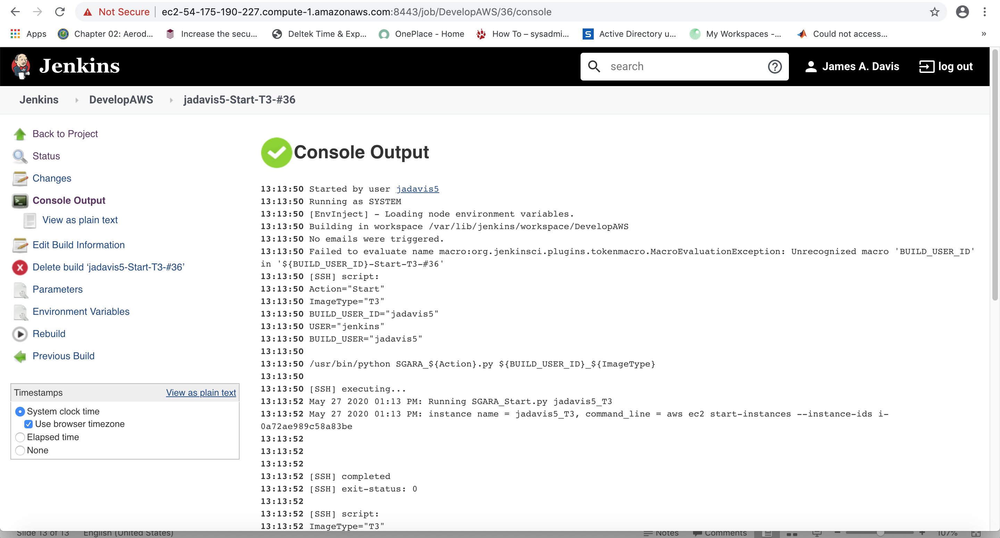 Not Secure ec2-54-175-190-227.compute-1.amazonaws.com:8443/job/DevelopAWS/36/console
Apps Chapter 02: Aerod... Increase the secu... Deltek Time & Exp... OnePlace - Home How To – sysadmi... S Active Directory u... My Workspaces -... Could not access... »
Jenkins search James A. Davis log out
Jenkins DevelopAWS jadavis5-Start-T3-#36
Back to Project
Status
Changes
Console Output
View as plain text
Edit Build Information
Delete build ‘jadavis5-Start-T3-#36’
Parameters
Environment Variables
Rebuild
Previous Build
Timestamps View as plain text
System clock time
Use browser timezone
Elapsed time
None
Console Output
13:13:50 Started by user jadavis5
13:13:50 Running as SYSTEM
13:13:50 [EnvInject] - Loading node environment variables.
13:13:50 Building in workspace /var/lib/jenkins/workspace/DevelopAWS
13:13:50 No emails were triggered.
13:13:50 Failed to evaluate name macro:org.jenkinsci.plugins.tokenmacro.MacroEvaluationException: Unrecognized macro 'BUILD_USER_ID'
in '${BUILD_USER_ID}-Start-T3-#36'
13:13:50 [SSH] script:
13:13:50 Action="Start"
13:13:50 ImageType="T3"
13:13:50 BUILD_USER_ID="jadavis5"
13:13:50 USER="jenkins"
13:13:50 BUILD_USER="jadavis5"
13:13:50
13:13:50 /usr/bin/python SGARA_${Action}.py ${BUILD_USER_ID}_${ImageType}
13:13:50
13:13:50 [SSH] executing...
13:13:52 May 27 2020 01:13 PM: Running SGARA_Start.py jadavis5_T3
13:13:52 May 27 2020 01:13 PM: instance name = jadavis5_T3, command_line = aws ec2 start-instances --instance-ids i-
0a72ae989c58a83be
13:13:52
13:13:52
13:13:52
13:13:52 [SSH] completed
13:13:52 [SSH] exit-status: 0
13:13:52
13:13:52 [SSH] script:
13:13:52 ImageType="T3"
Slide 13 of 13 English (United States) Notes Comments 107%